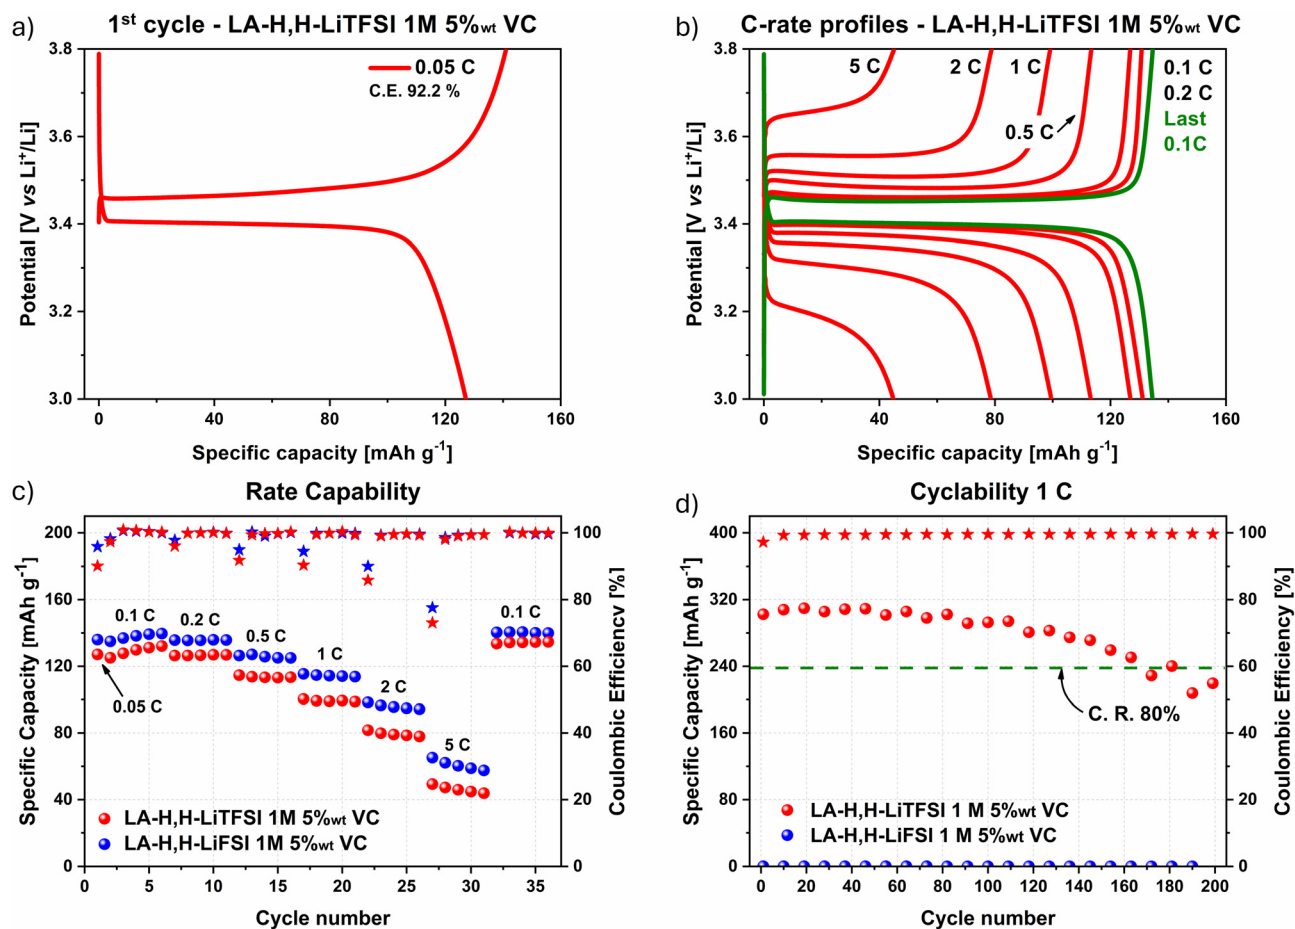 a)
1st cycle - LA-H,H-LiTFSI 1M 5%wt VC
3.8
3.6
3.4
3.2
3.0
Potential [V vs Li+/Li]
0.05 C
C.E. 92.2 %
0
40
80
120
160
Specific capacity [mAh g-1]
b)
C-rate profiles - LA-H,H-LiTFSI 1M 5%wt VC
3.8
3.6
3.4
3.2
3.0
Potential [V vs Li+/Li]
5 C
2 C
1 C
0.5 C
0.1 C
0.2 C
Last
0.1C
0
40
80
120
160
Specific capacity [mAh g-1]
c)
Rate Capability
200
160
120
80
40
0
Specific Capacity [mAh g-1]
0.1 C
0.2 C
0.5 C
1 C
2 C
5 C
0.1 C
0.05 C
LA-H,H-LiTFSI 1M 5%wt VC
LA-H,H-LiFSI 1M 5%wt VC
100
80
60
40
20
0
Coulombic Efficiency [%]
0
5
10
15
20
25
30
35
Cycle number
d)
Cyclability 1 C
400
320
240
160
80
0
Specific Capacity [mAh g-1]
C. R. 80%
LA-H,H-LiTFSI 1 M 5%wt VC
LA-H,H-LiFSI 1 M 5%wt VC
100
80
60
40
20
0
Coulombic Efficiency [%]
0
20
40
60
80
100
120
140
160
180
200
Cycle number